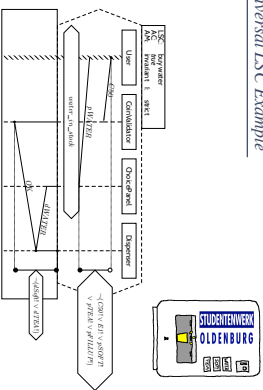 iversal LSC Example
LSC: buy water
AC: true
AM: invariant I: strict
User
CoinValidator
ChoicePanel
Dispenser
C50
pWATER
water_in_stock
dWATER
OK
¬(C50! ∨ E1! ∨ pSOFT!
∨ pTEA! ∨ pFILLUP!)
¬(dSoft! ∨ dTEA!)
STUDENTENWERK
OLDENBURG